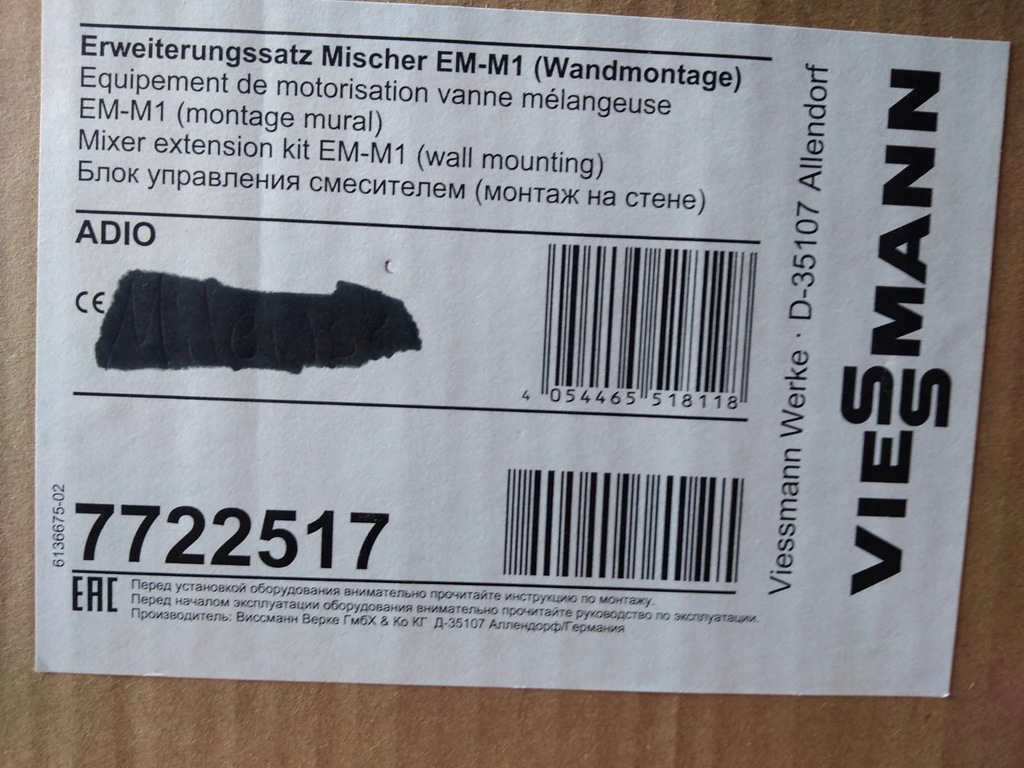 Erweiterungssatz Mischer EM-M1 (Wandmontage)
Equipement de motorisation vanne mélangeuse
EM-M1 (montage mural)
Mixer extension kit EM-M1 (wall mounting)
Блок управления смесителем (монтаж на стене)
ADIO
CE
4 054465 518118
6136675-02
7722517
EAC
Перед установкой оборудования внимательно прочитайте инструкцию по монтажу.
Перед началом эксплуатации оборудования внимательно прочитайте руководство по эксплуатации.
Производитель: Виссманн Верке ГмбХ & Ко КГ Д-35107 Аллендорф/Германия
Viessmann Werke · D-35107 Allendorf
VIESSMANN